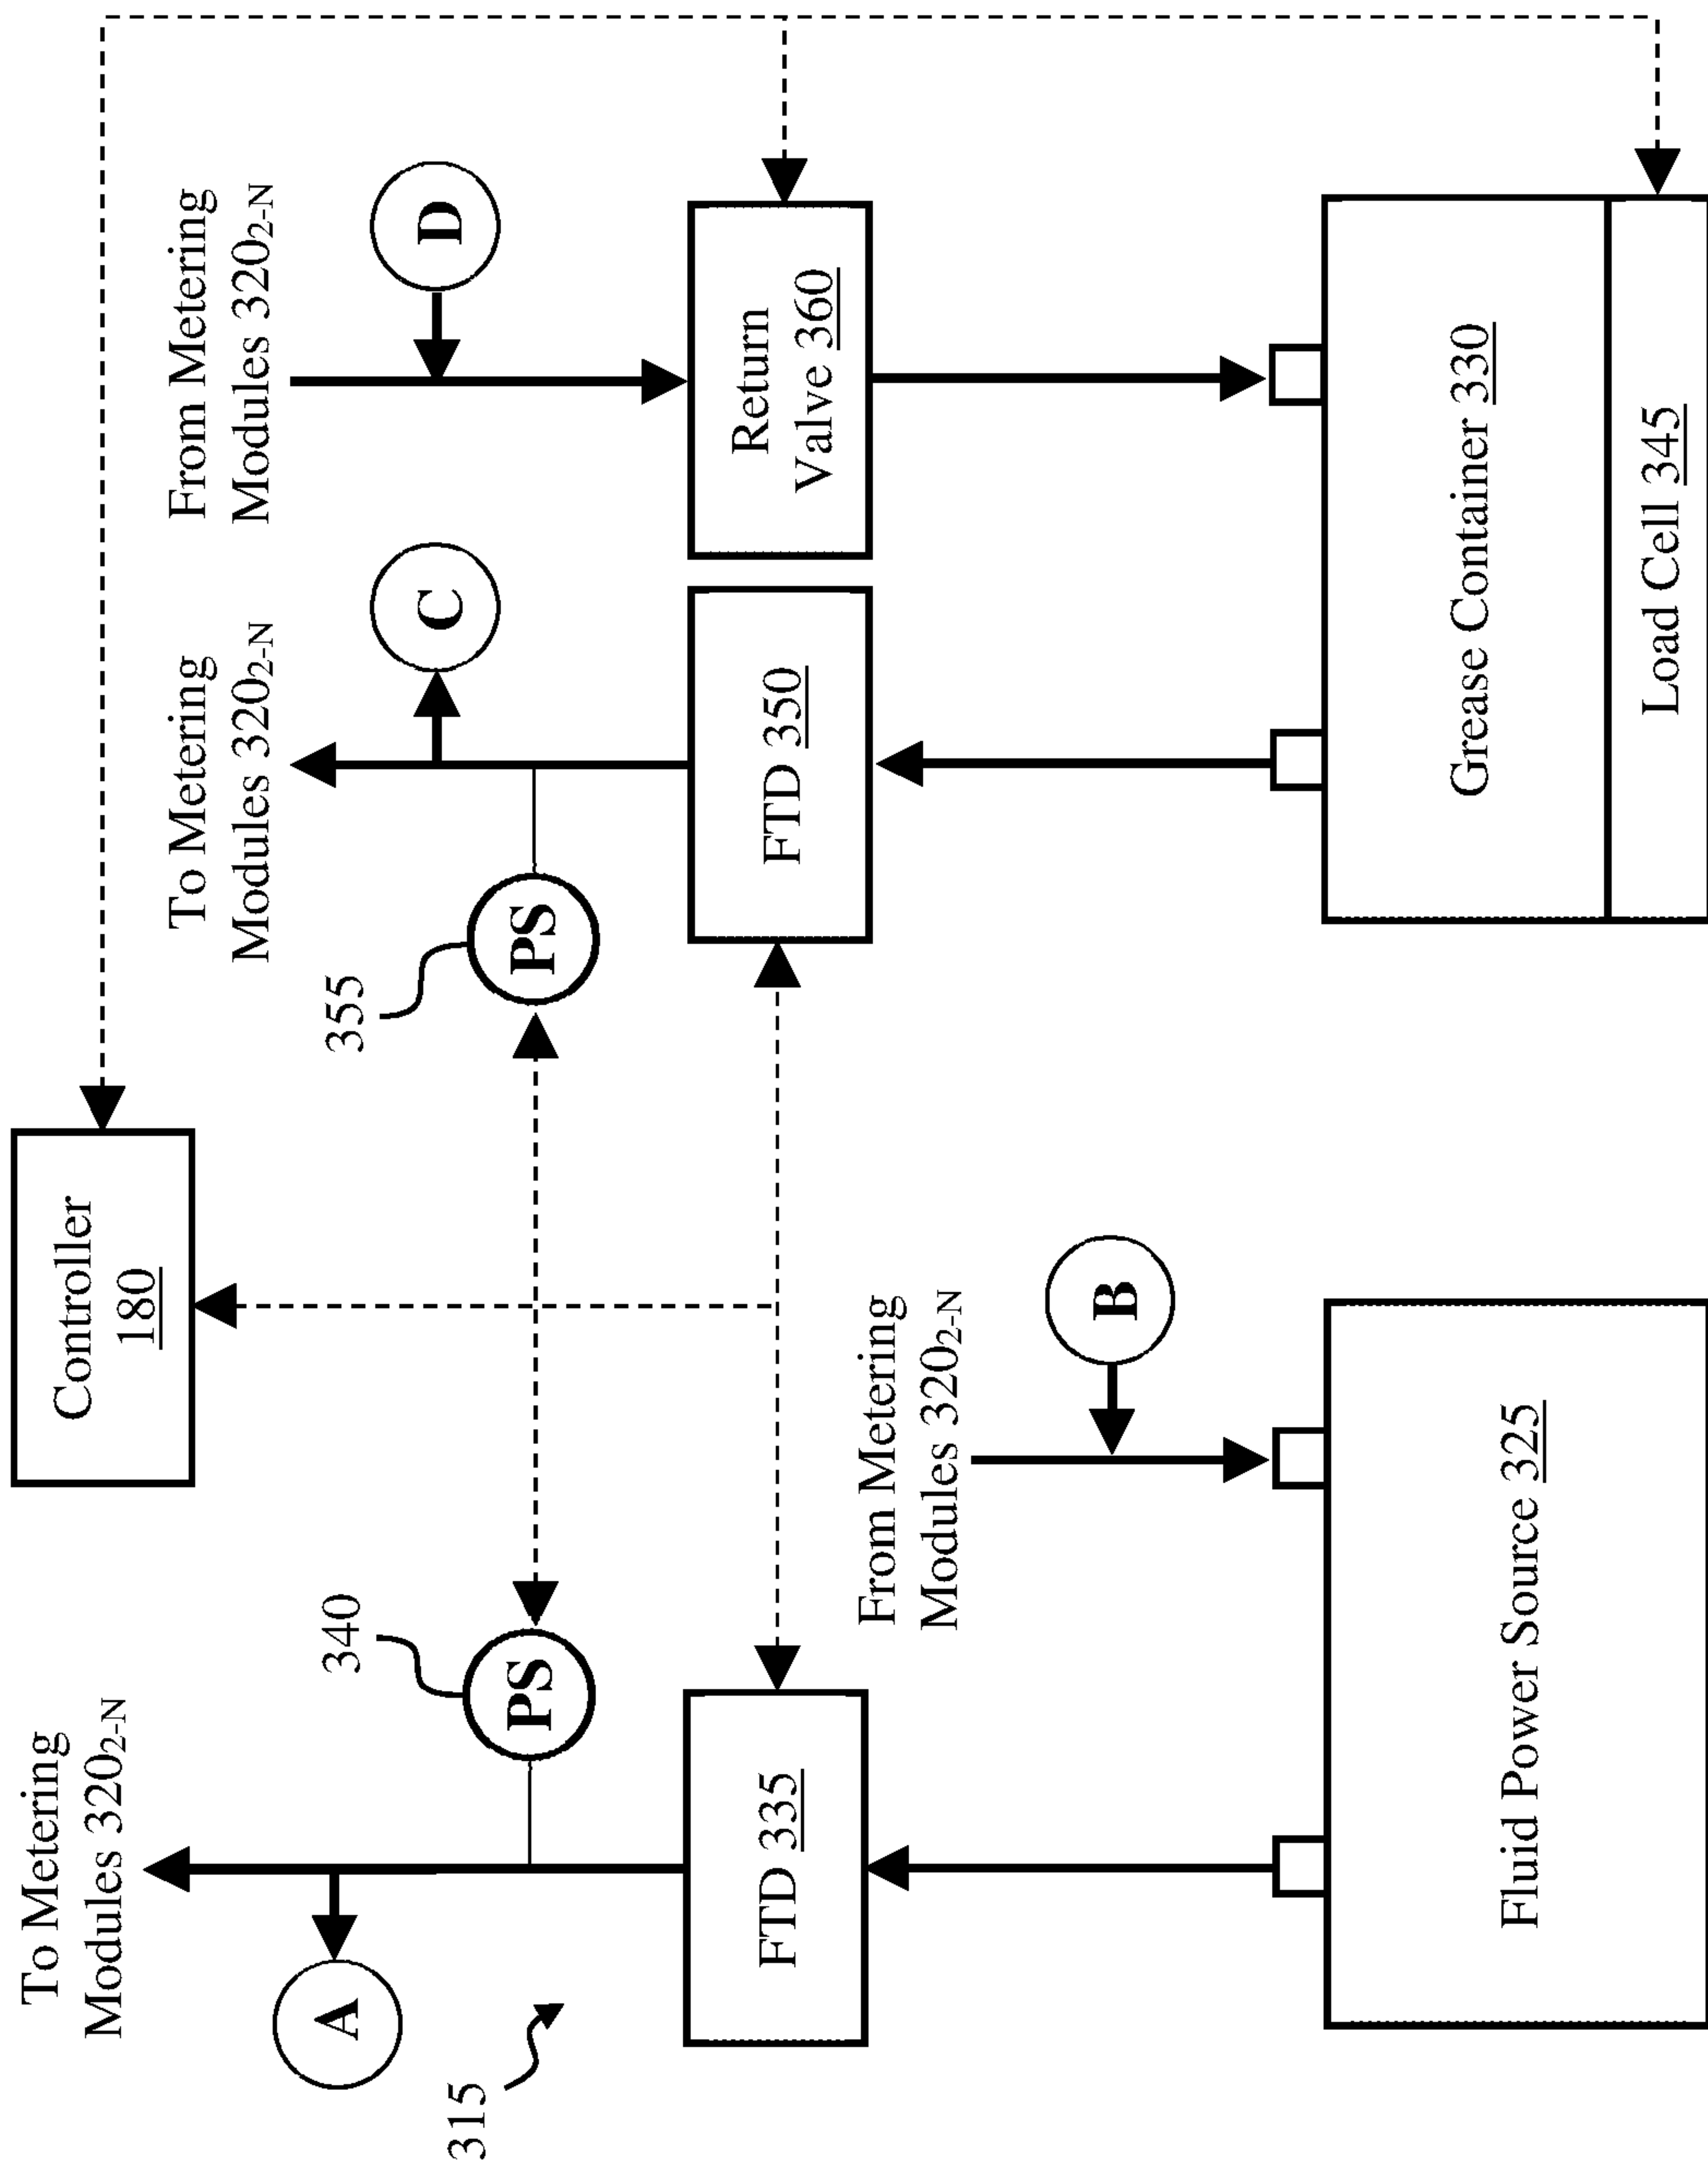 To Metering
Modules 320₂₋N
A
315
340
PS
FTD 335
Fluid Power Source 325
From Metering
Modules 320₂₋N
B
Controller
180
355
PS
To Metering
Modules 320₂₋N
C
FTD 350
From Metering
Modules 320₂₋N
D
Return
Valve 360
Grease Container 330
Load Cell 345